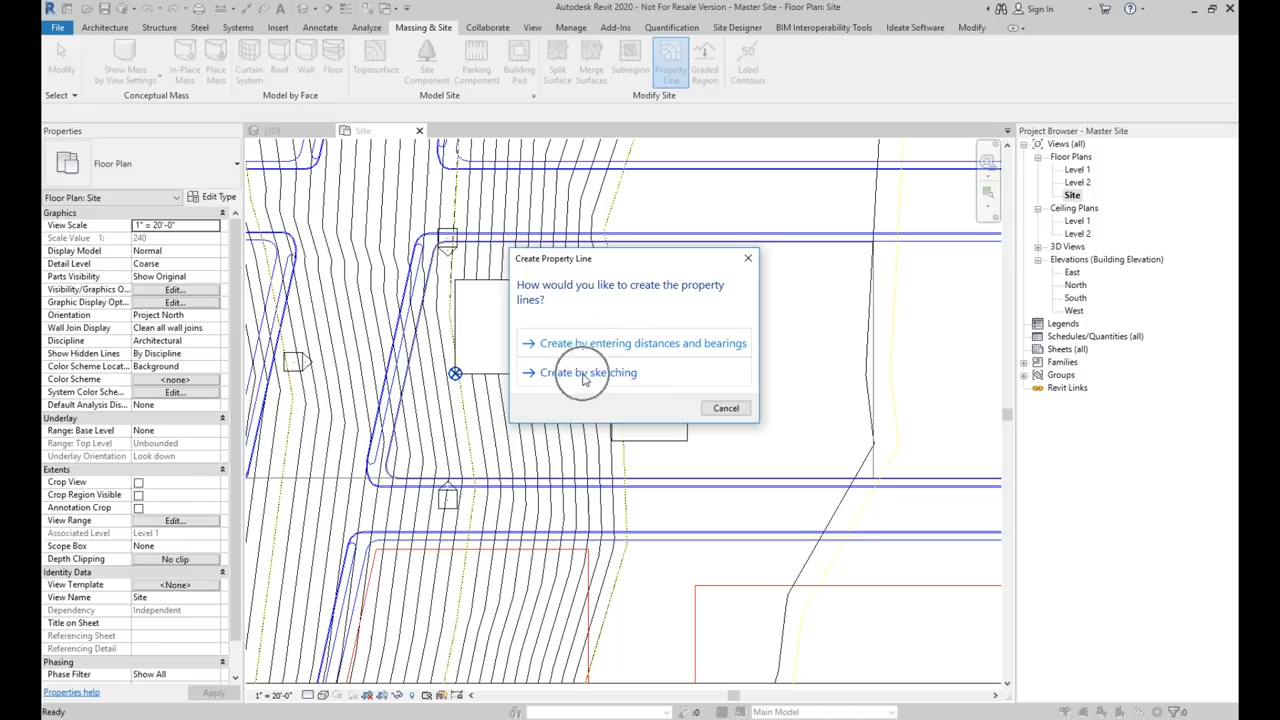 Autodesk Revit 2020 - Not For Resale Version - Master Site - Floor Plan: Site
Sign In
File Architecture Structure Steel Systems Insert Annotate Analyze Massing & Site Collaborate View Manage Add-Ins Quantification Site Designer BIM Interoperability Tools Ideate Software Modify
Modify Show Mass In-Place Place Curtain Roof Wall Floor Toposurface Site Parking Building Split Merge Subregion Property Graded Label
by View Settings Mass Mass System Component Component Pad Surface Surfaces Line Region Contours
Select Conceptual Mass Model by Face Model Site Modify Site
Properties
{3D} Site
Project Browser - Master Site
Floor Plan
Floor Plan: Site Edit Type
Graphics
View Scale 1" = 20'-0"
Scale Value 1: 240
Display Model Normal
Detail Level Coarse
Parts Visibility Show Original
Visibility/Graphics O... Edit...
Graphic Display Opt... Edit...
Orientation Project North
Wall Join Display Clean all wall joins
Discipline Architectural
Show Hidden Lines By Discipline
Color Scheme Locat... Background
Color Scheme <none>
System Color Sche... Edit...
Default Analysis Dis... None
Underlay
Range: Base Level None
Range: Top Level Unbounded
Underlay Orientation Look down
Extents
Crop View
Crop Region Visible
Annotation Crop
View Range Edit...
Associated Level Level 1
Scope Box None
Depth Clipping No clip
Identity Data
View Template <None>
View Name Site
Dependency Independent
Title on Sheet
Referencing Sheet
Referencing Detail
Phasing
Phase Filter Show All
Properties help Apply
Create Property Line
How would you like to create the property
lines?
Create by entering distances and bearings
Create by sketching
Cancel
Views (all)
Floor Plans
Level 1
Level 2
Site
Ceiling Plans
Level 1
Level 2
3D Views
Elevations (Building Elevation)
East
North
South
West
Legends
Schedules/Quantities (all)
Sheets (all)
Families
Groups
Revit Links
1" = 20'-0"
Ready :0 Main Model :0